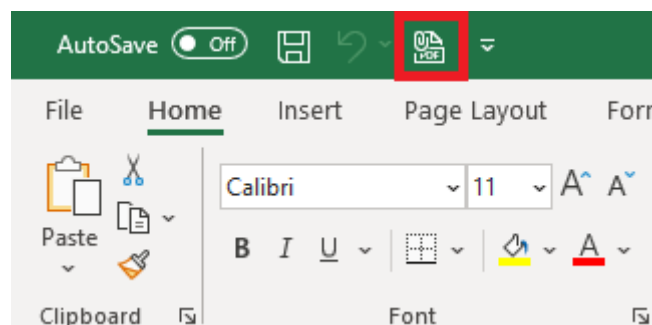 AutoSave Off PDF
File Home Insert Page Layout
Calibri 11 A A
Paste B I U A
Clipboard Font